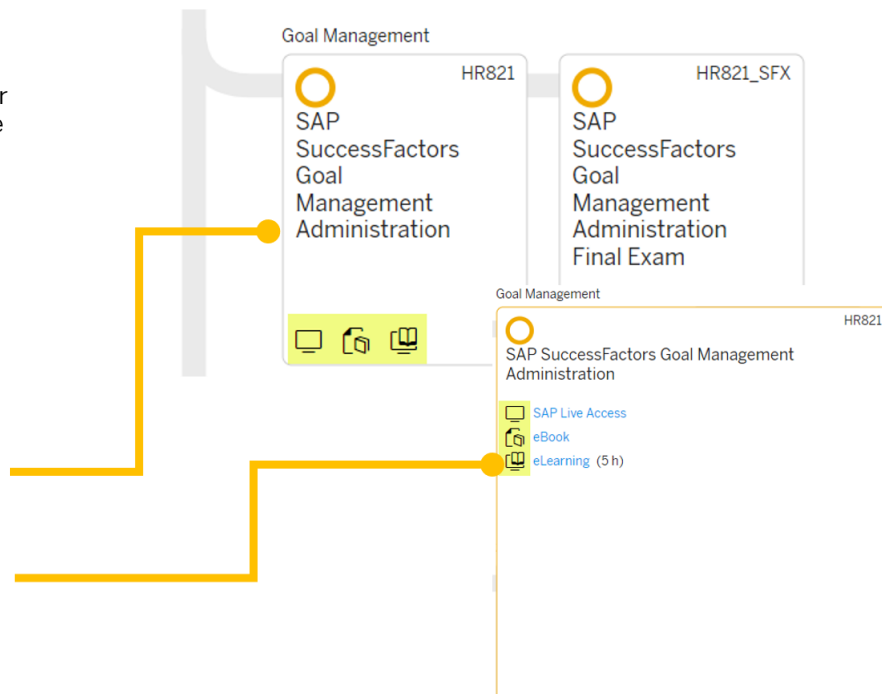 r
e
Goal Management
HR821
SAP
SuccessFactors
Goal
Management
Administration
HR821_SFX
SAP
SuccessFactors
Goal
Management
Administration
Final Exam
Goal Management
HR821
SAP SuccessFactors Goal Management
Administration
SAP Live Access
eBook
eLearning (5 h)